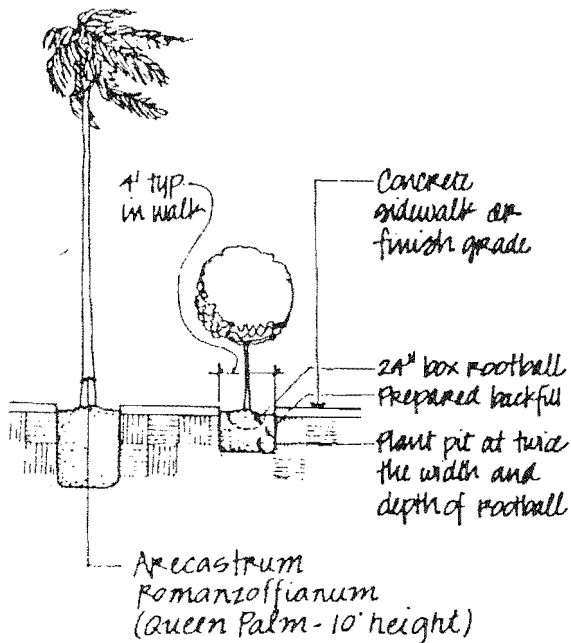 4' typ.
in walk
Concrete
sidewalk or
finish grade
24" box rootball
Prepared backfill
Plant pit at twice
the width and
depth of rootball
Arecastrum
Romanzoffianum
(Queen Palm - 10' height)